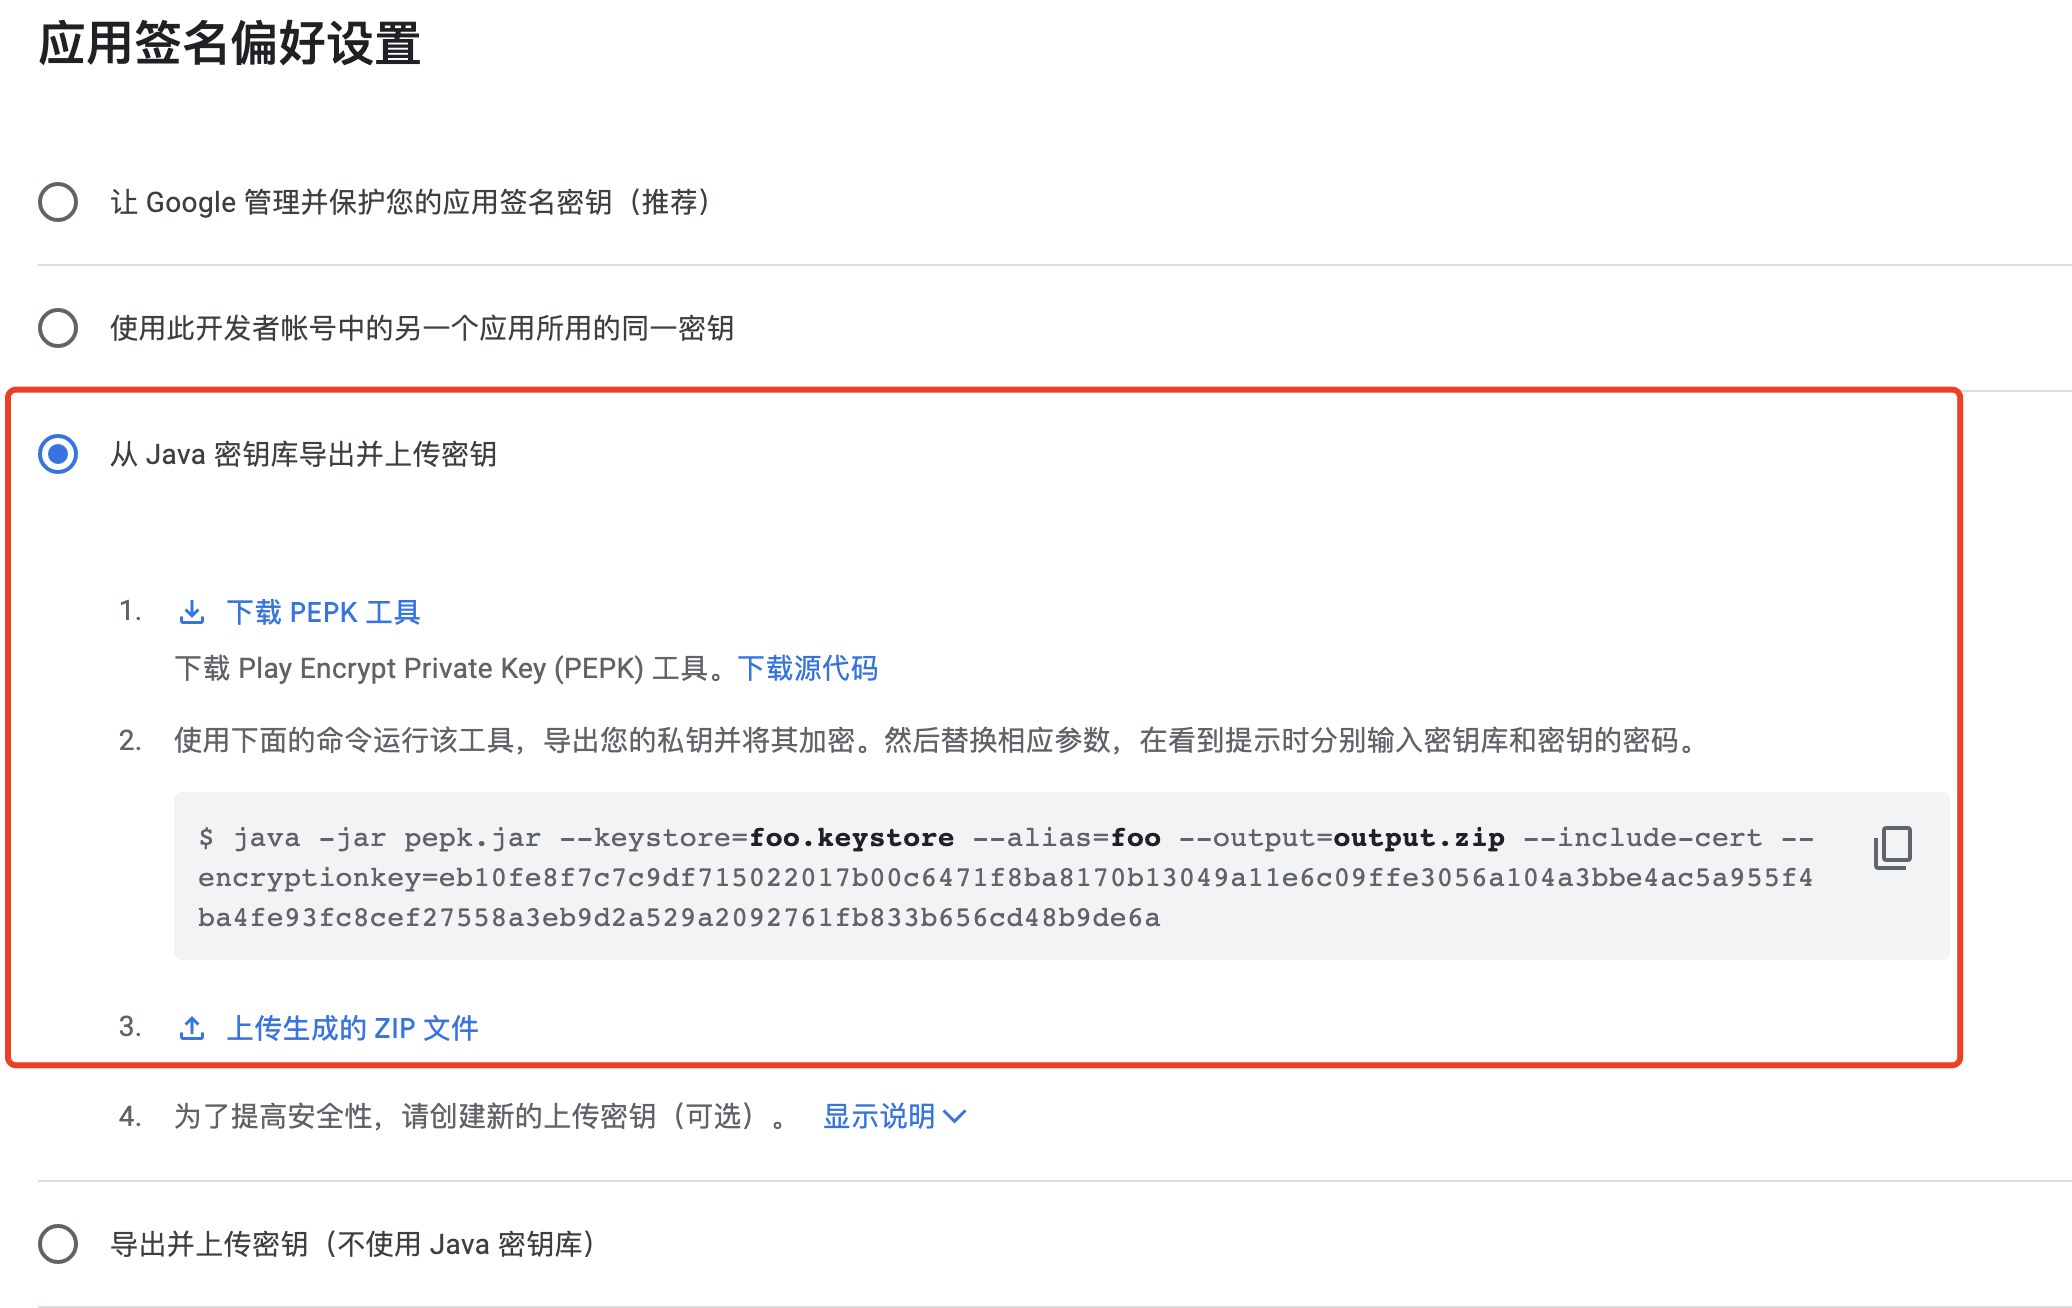 应用签名偏好设置
让 Google 管理并保护您的应用签名密钥（推荐）
使用此开发者帐号中的另一个应用所用的同一密钥
从 Java 密钥库导出并上传密钥
1. 下载 PEPK 工具
下载 Play Encrypt Private Key (PEPK) 工具。下载源代码
2. 使用下面的命令运行该工具，导出您的私钥并将其加密。然后替换相应参数，在看到提示时分别输入密钥库和密钥的密码。
$ java -jar pepk.jar --keystore=foo.keystore --alias=foo --output=output.zip --include-cert --
encryptionkey=eb10fe8f7c7c9df715022017b00c6471f8ba8170b13049a11e6c09ffe3056a104a3bbe4ac5a955f4
ba4fe93fc8cef27558a3eb9d2a529a2092761fb833b656cd48b9de6a
3. 上传生成的 ZIP 文件
4. 为了提高安全性，请创建新的上传密钥（可选）。 显示说明
导出并上传密钥（不使用 Java 密钥库）